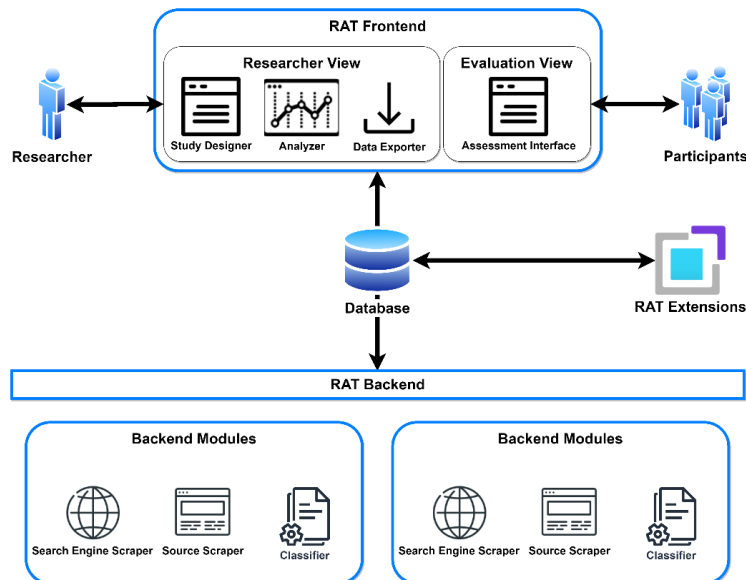 RAT Frontend
Researcher View
Evaluation View
Study Designer
Analyzer
Data Exporter
Assessment Interface
Researcher
Participants
Database
RAT Extensions
RAT Backend
Backend Modules
Search Engine Scraper
Source Scraper
Classifier
Backend Modules
Search Engine Scraper
Source Scraper
Classifier